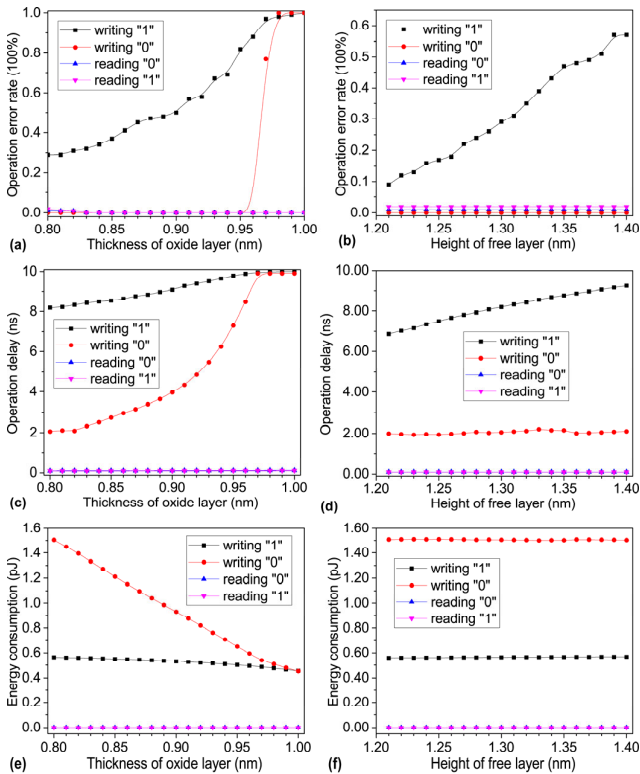 Operation error rate (100%)
1.0
0.8
0.6
0.4
0.2
0.0
writing "1"
writing "0"
reading "0"
reading "1"
0.80 0.85 0.90 0.95 1.00
Thickness of oxide layer (nm)
(a)
Operation error rate (100%)
0.6
0.5
0.4
0.3
0.2
0.1
0.0
writing "1"
writing "0"
reading "0"
reading "1"
1.20 1.25 1.30 1.35 1.40
Height of free layer (nm)
(b)
Operation delay (ns)
10
8
6
4
2
0
writing "1"
writing "0"
reading "0"
reading "1"
0.80 0.85 0.90 0.95 1.00
Thickness of oxide layer (nm)
(c)
Operation delay (ns)
10.00
8.00
6.00
4.00
2.00
0.00
writing "1"
writing "0"
reading "0"
reading "1"
1.20 1.25 1.30 1.35 1.40
Height of free layer (nm)
(d)
Energy consumption (pJ)
1.6
1.4
1.2
1.0
0.8
0.6
0.4
0.2
0.0
writing "1"
writing "0"
reading "0"
reading "1"
0.80 0.85 0.90 0.95 1.00
Thickness of oxide layer (nm)
(e)
Energy consumption (pJ)
1.6
1.4
1.2
1.0
0.8
0.6
0.4
0.2
0.0
writing "1"
writing "0"
reading "0"
reading "1"
1.20 1.25 1.30 1.35 1.40
Height of free layer (nm)
(f)